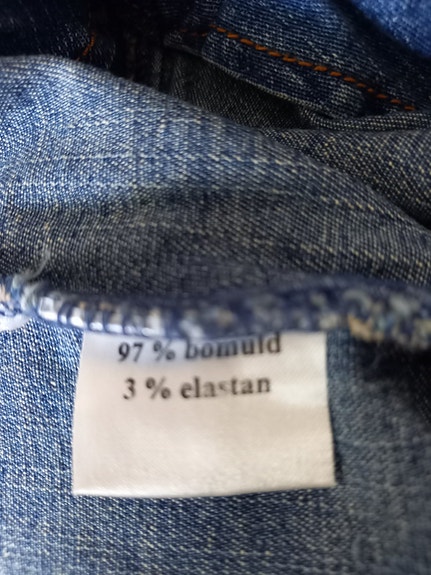 97 % bomuld
3 % elastan